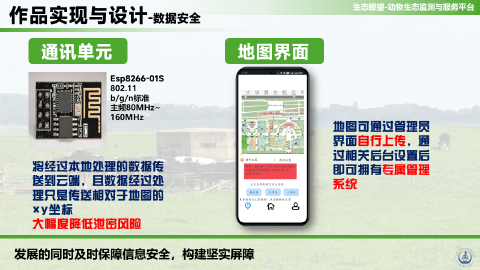 作品实现与设计-数据安全
生态瞭望-动物生态监测与服务平台
通讯单元
地图界面
Esp8266-01S
802.11
b/g/n标准
主频80MHz~
160MHz
将经过本地处理的数据传
送到云端，且数据经过处
理只是传送相对于地图的
xy坐标
大幅度降低泄密风险
地图可通过管理员
界面自行上传，通
过相关后台设置后
即可拥有专属管理
系统
发展的同时及时保障信息安全，构建坚实屏障